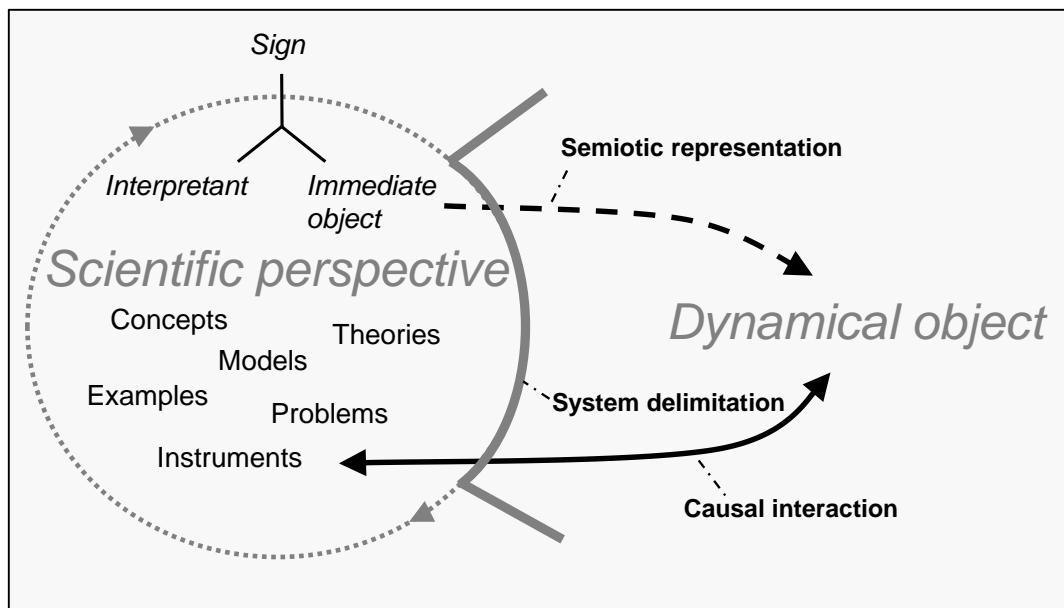 Sign
Semiotic representation
Interpretant
Immediate
object
Scientific perspective
Concepts
Theories
Dynamical object
Models
Examples
System delimitation
Problems
Instruments
Causal interaction